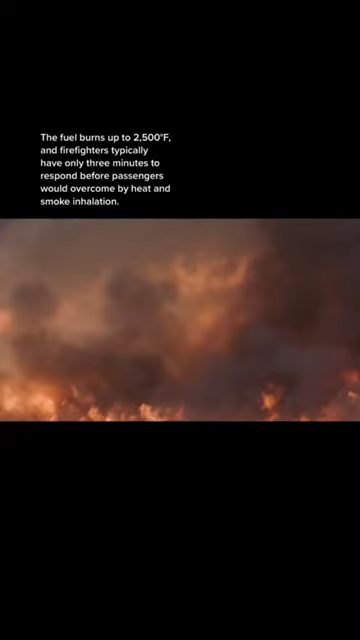 The fuel burns up to 2,500°F,
and firefighters typically
have only three minutes to
respond before passengers
would overcome by heat and
smoke inhalation.